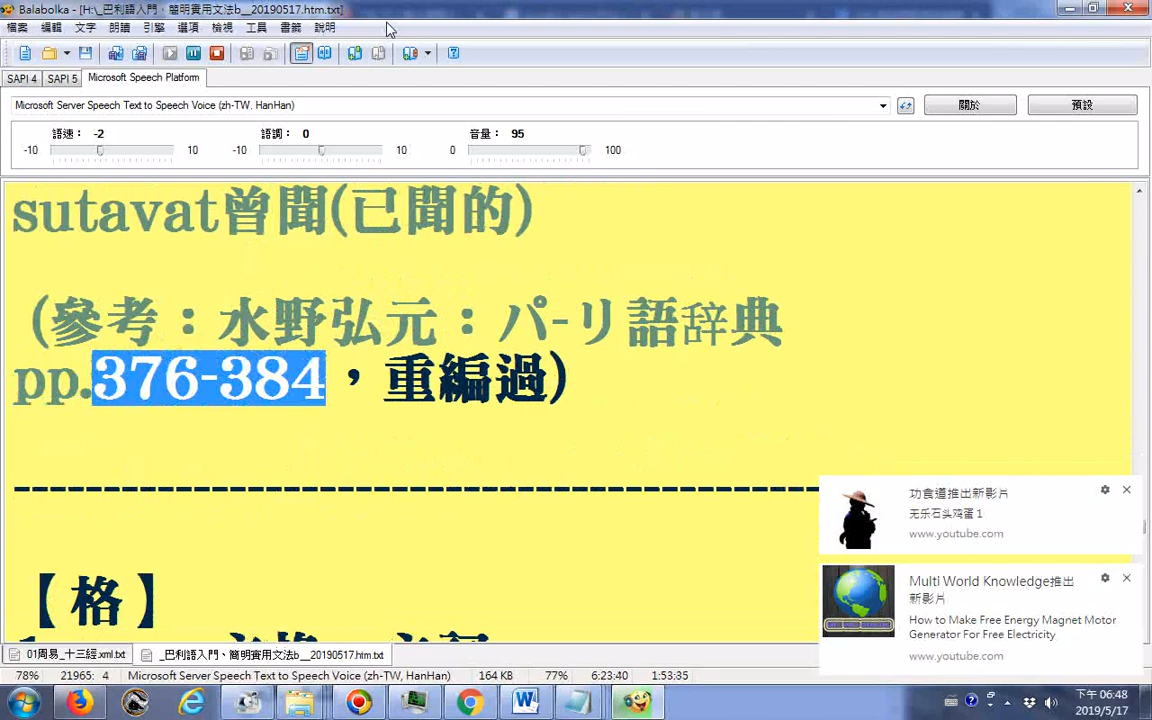 Balabolka - [H:\_巴利語入門、簡明實用文法b__20190517.htm.txt]
檔案 編輯 文字 朗讀 引擎 選項 檢視 工具 書籤 說明
SAPI 4 SAPI 5 Microsoft Speech Platform
Microsoft Server Speech Text to Speech Voice (zh-TW, HanHan) 關於 預設
語速： -2 語調： 0 音量： 95
-10 10 -10 10 0 100
sutavat曾聞(已聞的)
(參考：水野弘元：パ-リ語辞典
pp.376-384，重編過)
【格】
功食道推出新影片
无乐石头鸡蛋1
www.youtube.com
Multi World Knowledge推出
新影片
How to Make Free Energy Magnet Motor
Generator For Free Electricity
www.youtube.com
01周易_十三經.xml.txt _巴利語入門、簡明實用文法b__20190517.htm.txt
78% 21965: 4 Microsoft Server Speech Text to Speech Voice (zh-TW, HanHan) 164 KB 77% 6:23:40 1:53:35
下午 06:48
2019/5/17